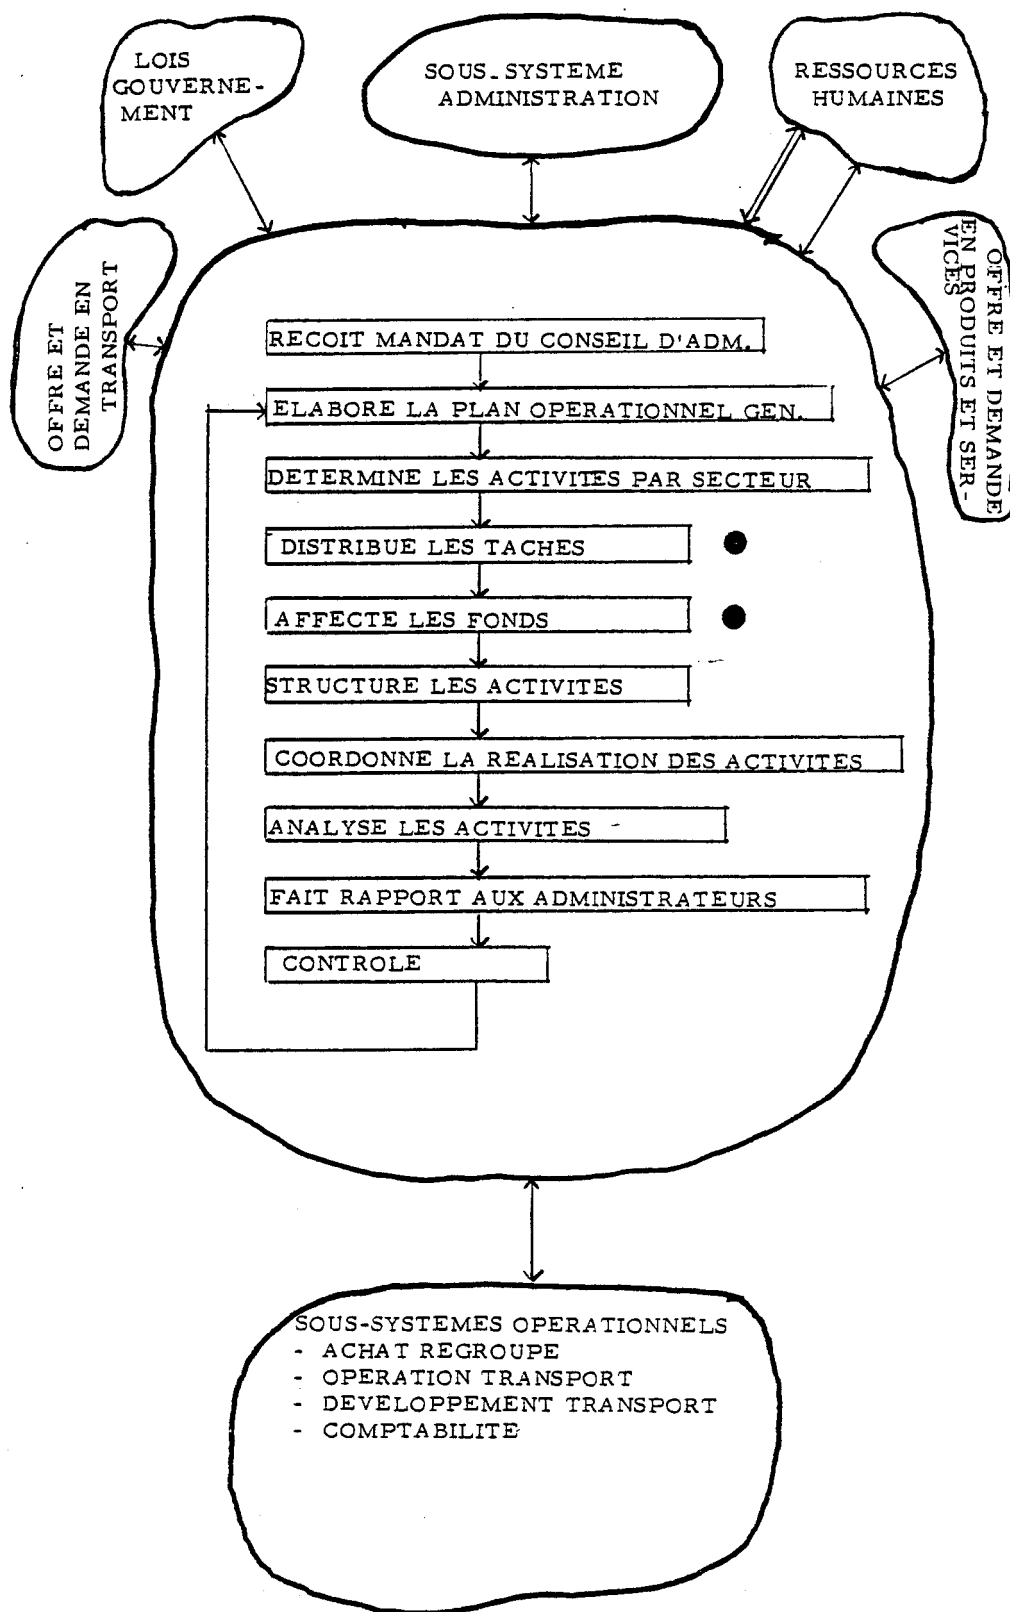 LOIS
GOUVERNE-
MENT
SOUS-SYSTEME
ADMINISTRATION
RESSOURCES
HUMAINES
OFFRE ET
DEMANDE EN
TRANSPORT
OFFRE ET DEMANDE
EN PRODUITS ET SER-
VICES
RECOIT MANDAT DU CONSEIL D'ADM.
ELABORE LA PLAN OPERATIONNEL GEN.
DETERMINE LES ACTIVITES PAR SECTEUR
DISTRIBUE LES TACHES
AFFECTE LES FONDS
STRUCTURE LES ACTIVITES
COORDONNE LA REALISATION DES ACTIVITES
ANALYSE LES ACTIVITES -
FAIT RAPPORT AUX ADMINISTRATEURS
CONTROLE
SOUS-SYSTEMES OPERATIONNELS
- ACHAT REGROUPE
- OPERATION TRANSPORT
- DEVELOPPEMENT TRANSPORT
- COMPTABILITE